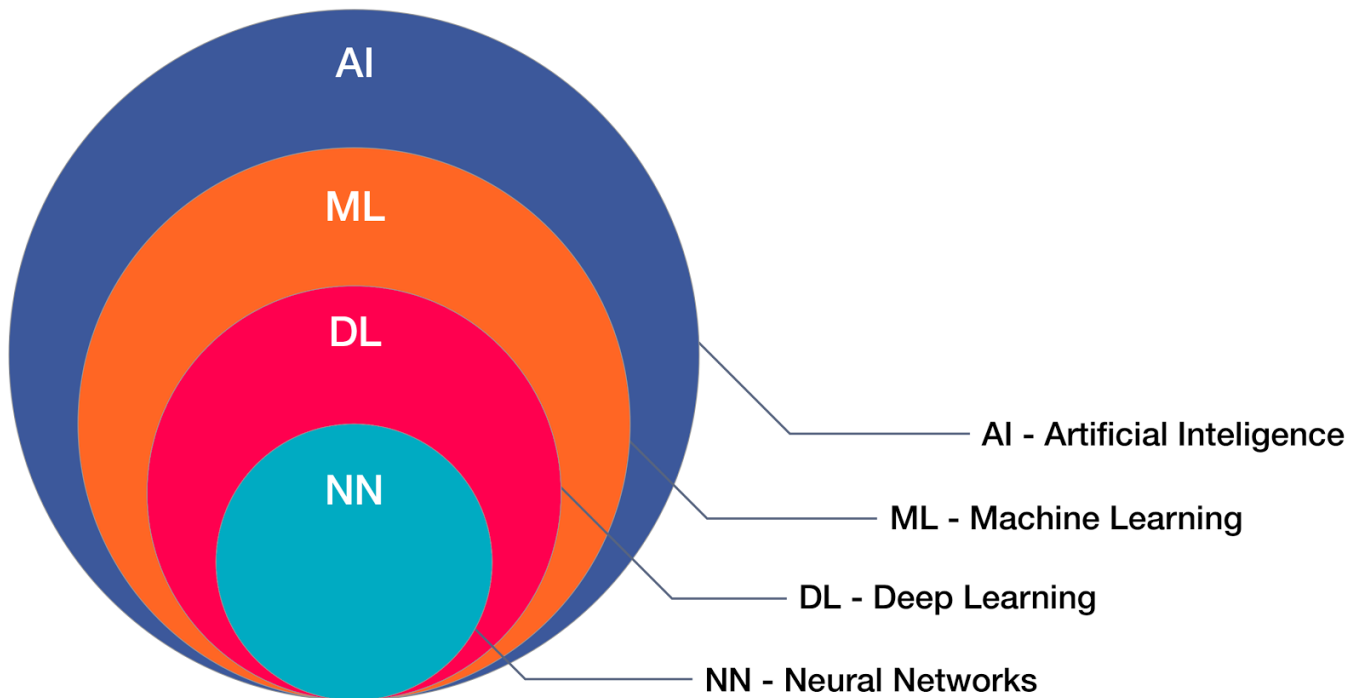 AI
ML
DL
NN
AI - Artificial Inteligence
ML - Machine Learning
DL - Deep Learning
NN - Neural Networks